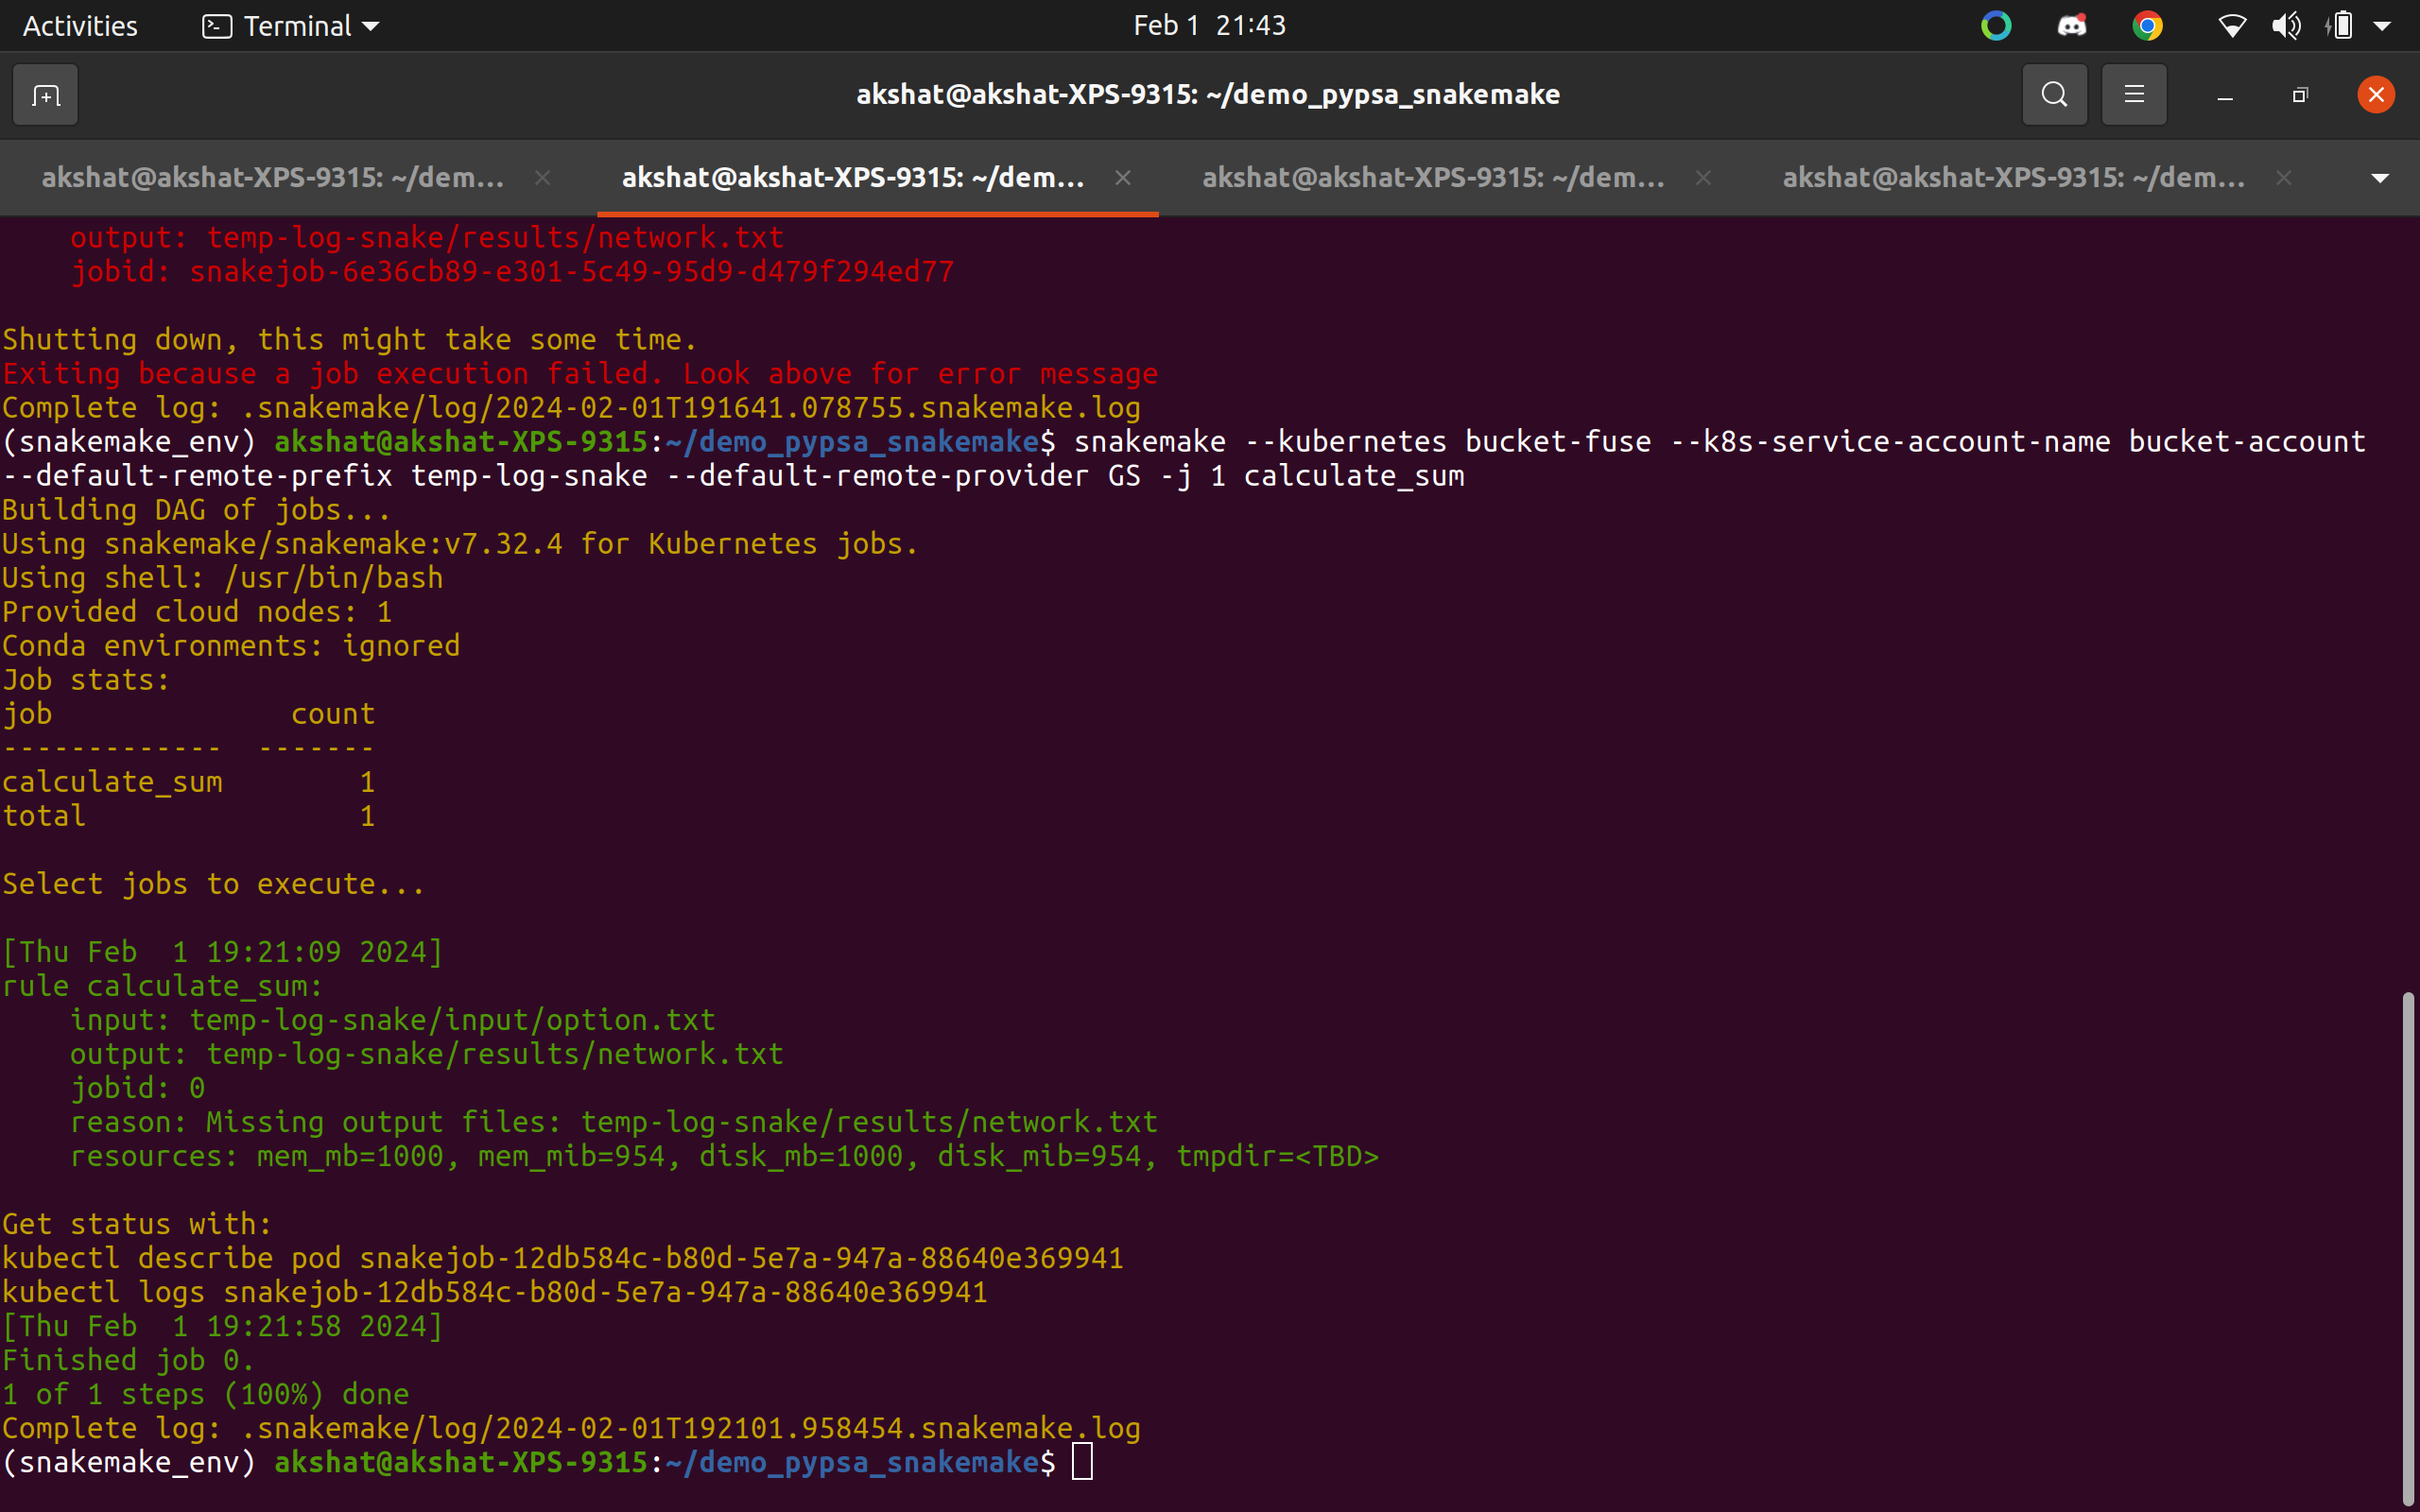 Activities Terminal Feb 1 21:43
akshat@akshat-XPS-9315: ~/demo_pypsa_snakemake
akshat@akshat-XPS-9315: ~/dem... akshat@akshat-XPS-9315: ~/dem... akshat@akshat-XPS-9315: ~/dem... akshat@akshat-XPS-9315: ~/dem...
    output: temp-log-snake/results/network.txt
    jobid: snakejob-6e36cb89-e301-5c49-95d9-d479f294ed77

Shutting down, this might take some time.
Exiting because a job execution failed. Look above for error message
Complete log: .snakemake/log/2024-02-01T191641.078755.snakemake.log
(snakemake_env) akshat@akshat-XPS-9315:~/demo_pypsa_snakemake$ snakemake --kubernetes bucket-fuse --k8s-service-account-name bucket-account
--default-remote-prefix temp-log-snake --default-remote-provider GS -j 1 calculate_sum
Building DAG of jobs...
Using snakemake/snakemake:v7.32.4 for Kubernetes jobs.
Using shell: /usr/bin/bash
Provided cloud nodes: 1
Conda environments: ignored
Job stats:
job              count
-------------  -------
calculate_sum        1
total                1

Select jobs to execute...

[Thu Feb  1 19:21:09 2024]
rule calculate_sum:
    input: temp-log-snake/input/option.txt
    output: temp-log-snake/results/network.txt
    jobid: 0
    reason: Missing output files: temp-log-snake/results/network.txt
    resources: mem_mb=1000, mem_mib=954, disk_mb=1000, disk_mib=954, tmpdir=<TBD>

Get status with:
kubectl describe pod snakejob-12db584c-b80d-5e7a-947a-88640e369941
kubectl logs snakejob-12db584c-b80d-5e7a-947a-88640e369941
[Thu Feb  1 19:21:58 2024]
Finished job 0.
1 of 1 steps (100%) done
Complete log: .snakemake/log/2024-02-01T192101.958454.snakemake.log
(snakemake_env) akshat@akshat-XPS-9315:~/demo_pypsa_snakemake$